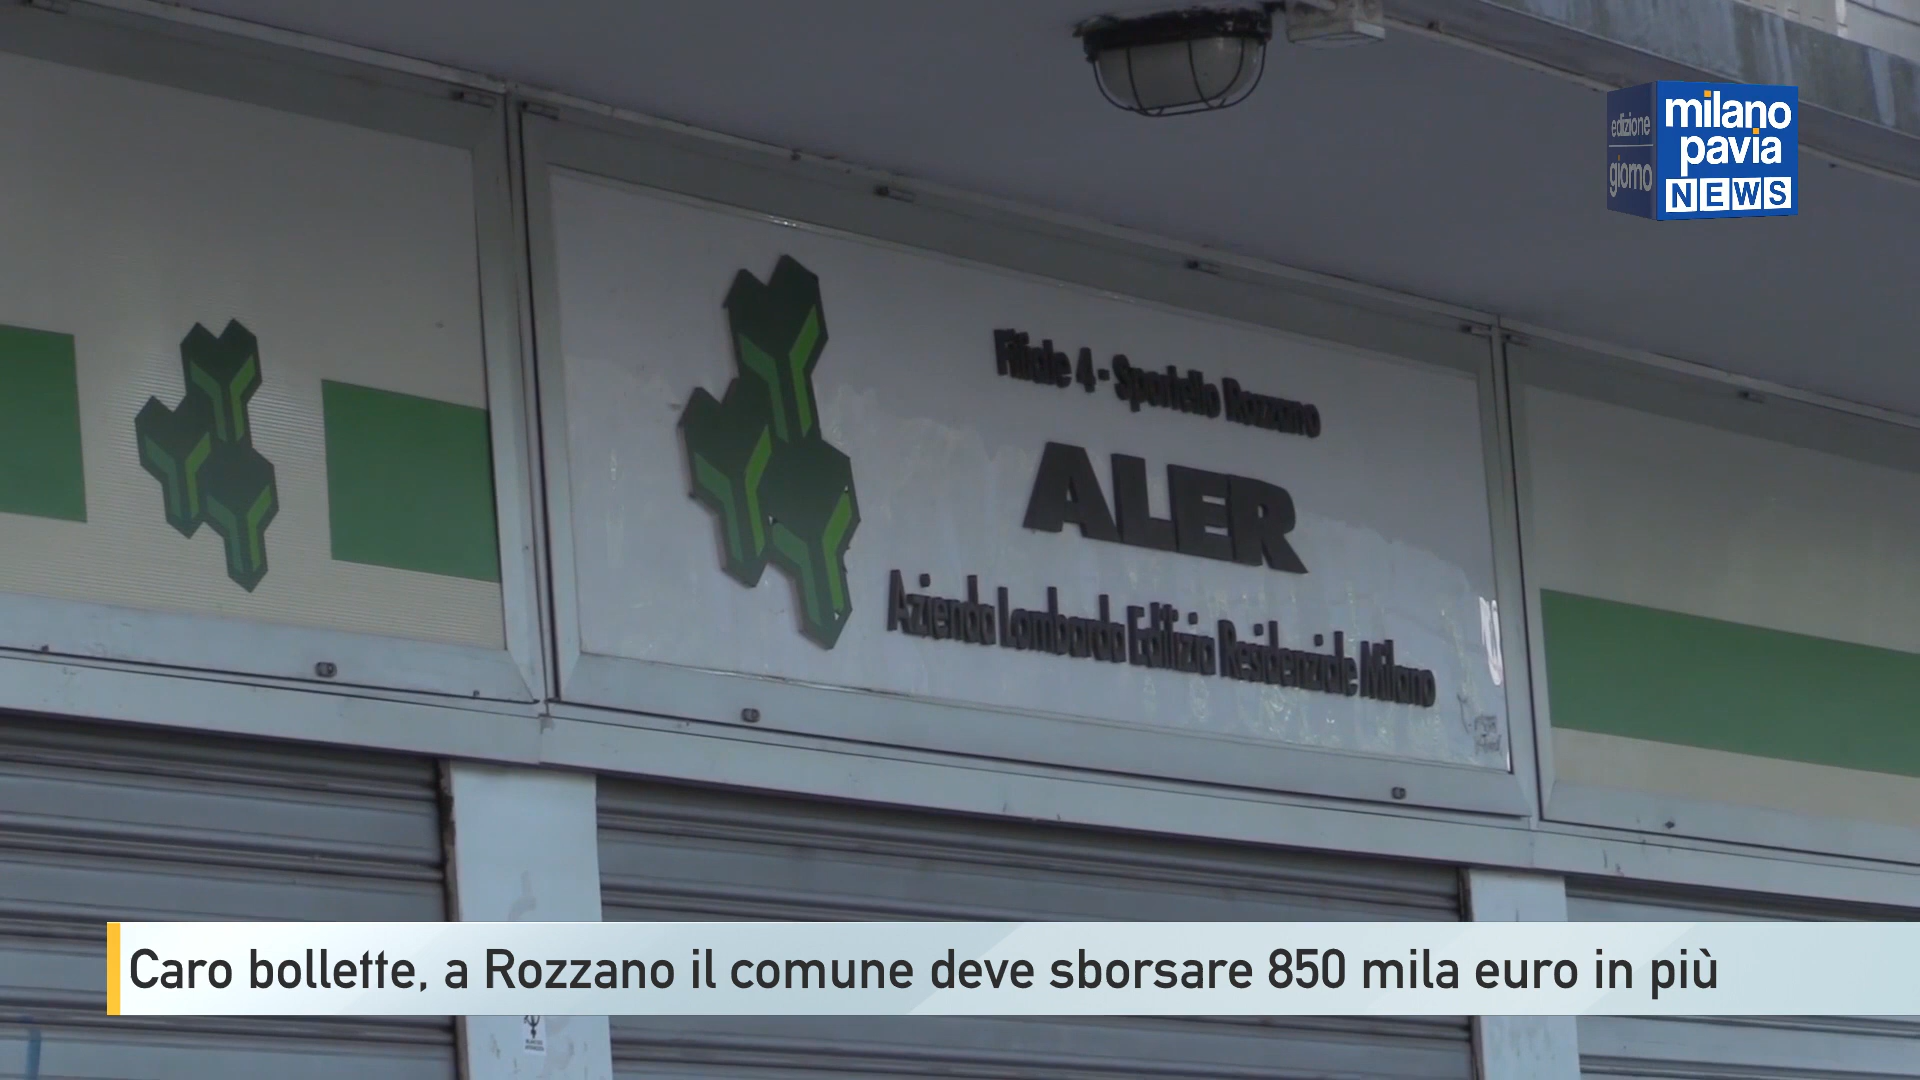 edizione
giorno
milano
pavia
NEWS
Filiale 4 - Sportello Rozzano
ALER
Azienda Lombarda Edilizia Residenziale Milano
Caro bollette, a Rozzano il comune deve sborsare 850 mila euro in più